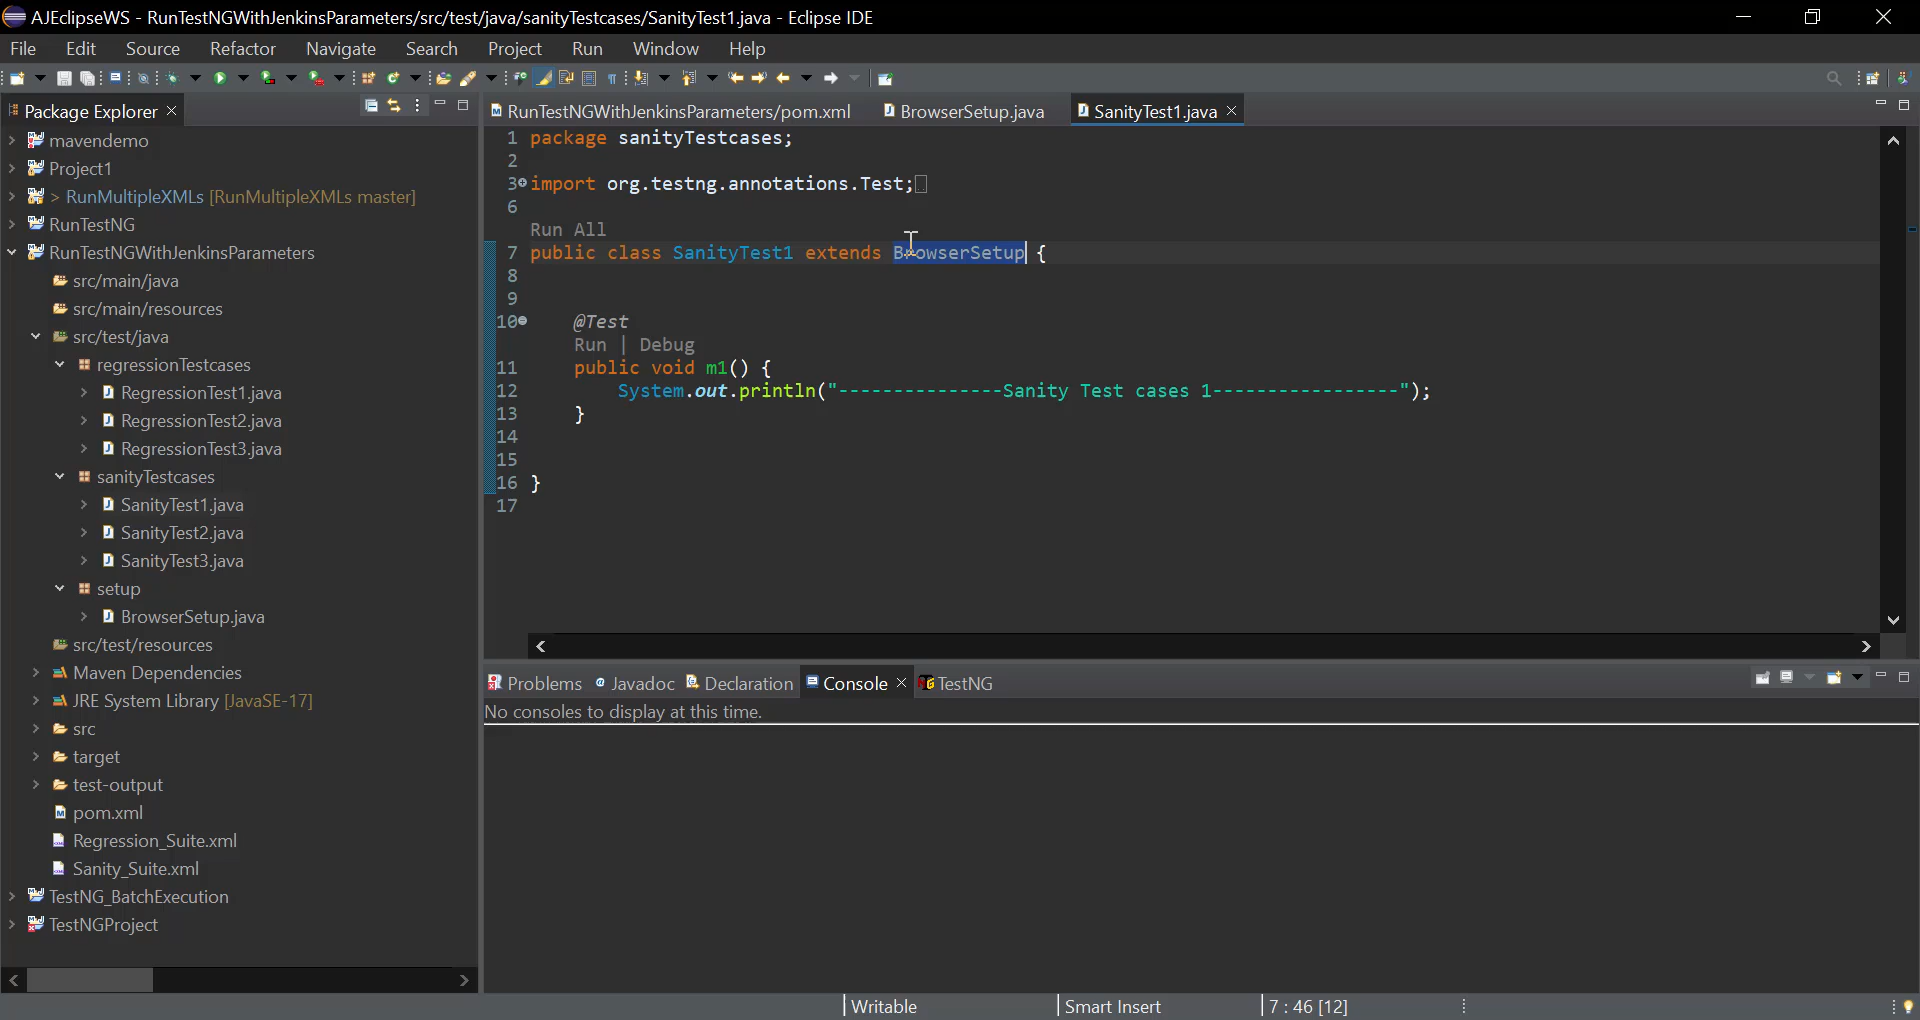 AJEclipseWS - RunTestNGWithJenkinsParameters/src/test/java/sanityTestcases/SanityTest1.java - Eclipse IDE
File Edit Source Refactor Navigate Search Project Run Window Help
Package Explorer
mavendemo
Project1
> RunMultipleXMLs [RunMultipleXMLs master]
RunTestNG
RunTestNGWithJenkinsParameters
src/main/java
src/main/resources
src/test/java
regressionTestcases
RegressionTest1.java
RegressionTest2.java
RegressionTest3.java
sanityTestcases
SanityTest1.java
SanityTest2.java
SanityTest3.java
setup
BrowserSetup.java
src/test/resources
Maven Dependencies
JRE System Library [JavaSE-17]
src
target
test-output
pom.xml
Regression_Suite.xml
Sanity_Suite.xml
TestNG_BatchExecution
TestNGProject
RunTestNGWithJenkinsParameters/pom.xml BrowserSetup.java SanityTest1.java
1 package sanityTestcases;
2
3 import org.testng.annotations.Test;
6
Run All
7 public class SanityTest1 extends BrowserSetup {
8
9
10 @Test
Run | Debug
11 public void m1() {
12 System.out.println("---------------Sanity Test cases 1-----------------");
13 }
14
15
16 }
17
Problems Javadoc Declaration Console TestNG
No consoles to display at this time.
Writable Smart Insert 7 : 46 [12]